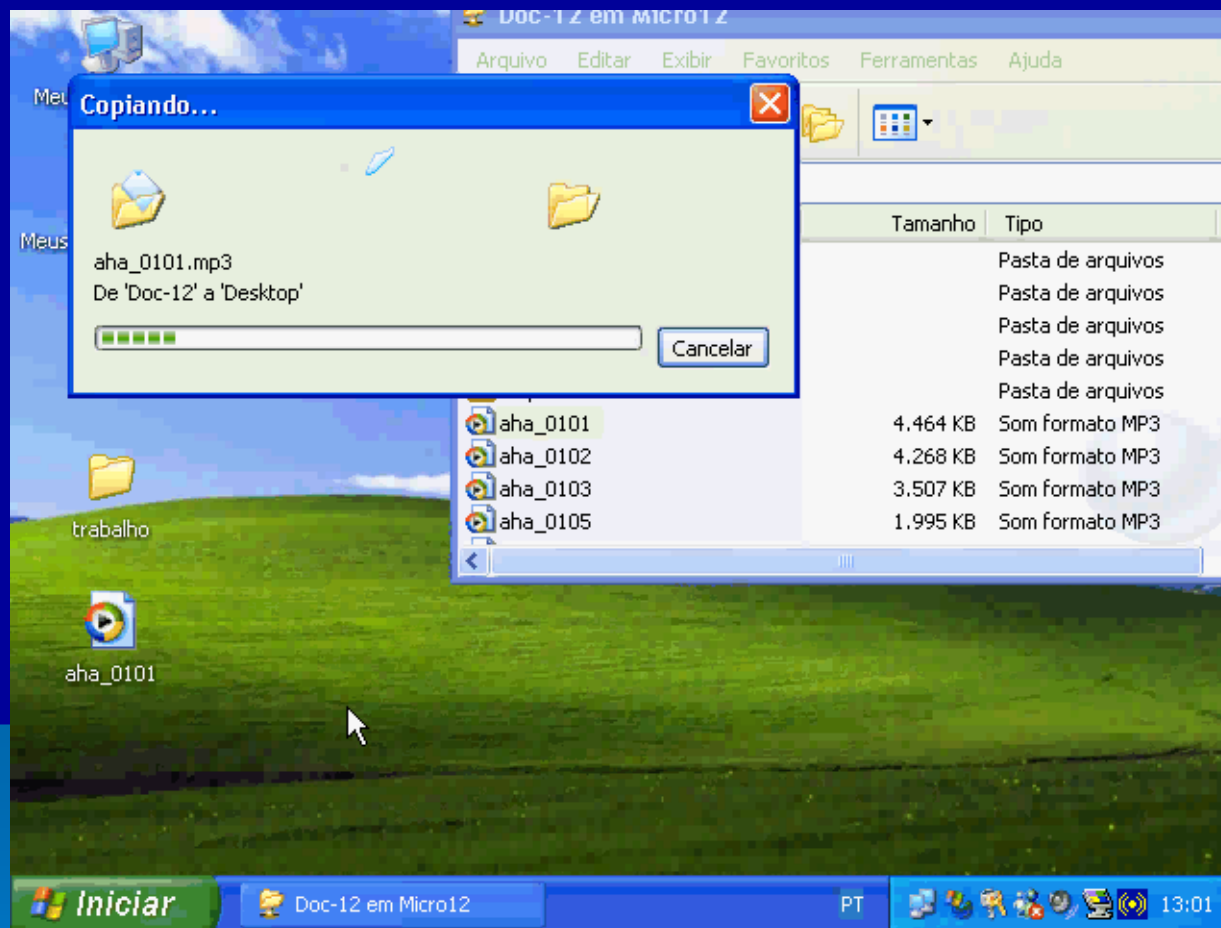 Doc-12 em Micro12
Arquivo Editar Exibir Favoritos Ferramentas Ajuda
Meu
Copiando...
Meus
aha_0101.mp3
De 'Doc-12' a 'Desktop'
Cancelar
Tamanho Tipo
Pasta de arquivos
Pasta de arquivos
Pasta de arquivos
Pasta de arquivos
Pasta de arquivos
aha_0101 4.464 KB Som formato MP3
aha_0102 4.268 KB Som formato MP3
aha_0103 3.507 KB Som formato MP3
aha_0105 1.995 KB Som formato MP3
trabalho
aha_0101
Iniciar Doc-12 em Micro12 PT 13:01